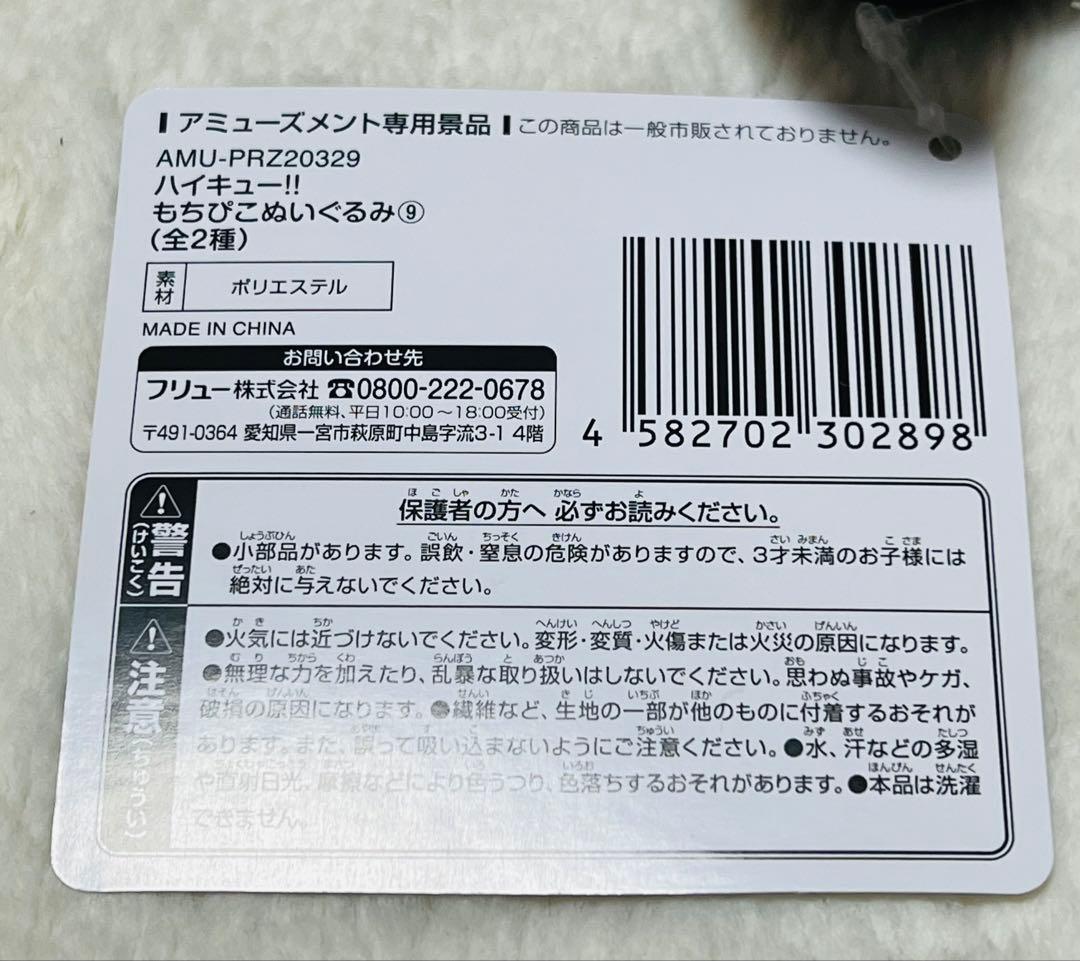 アミューズメント専用景品 この商品は一般市販されておりません。
AMU-PRZ20329
ハイキュー!!
もちぴこぬいぐるみ⑨
(全2種)
素材 ポリエステル
MADE IN CHINA
お問い合わせ先
フリュー株式会社 ☎0800-222-0678
(通話無料、平日10:00～18:00受付)
〒491-0364 愛知県一宮市萩原町中島字流3-1 4階
4 582702 302898
警告(けいこく)
保護者の方へ 必ずお読みください。
●小部品があります。誤飲・窒息の危険がありますので、3才未満のお子様には
絶対に与えないでください。
注意(ちゅうい)
●火気には近づけないでください。変形・変質・火傷または火災の原因になります。
●無理な力を加えたり、乱暴な取り扱いはしないでください。思わぬ事故やケガ、
破損の原因になります。●繊維など、生地の一部が他のものに付着するおそれが
あります。また、誤って吸い込まないようにご注意ください。●水、汗などの多湿
や直射日光、摩擦などにより色うつり、色落ちするおそれがあります。●本品は洗濯
できません。